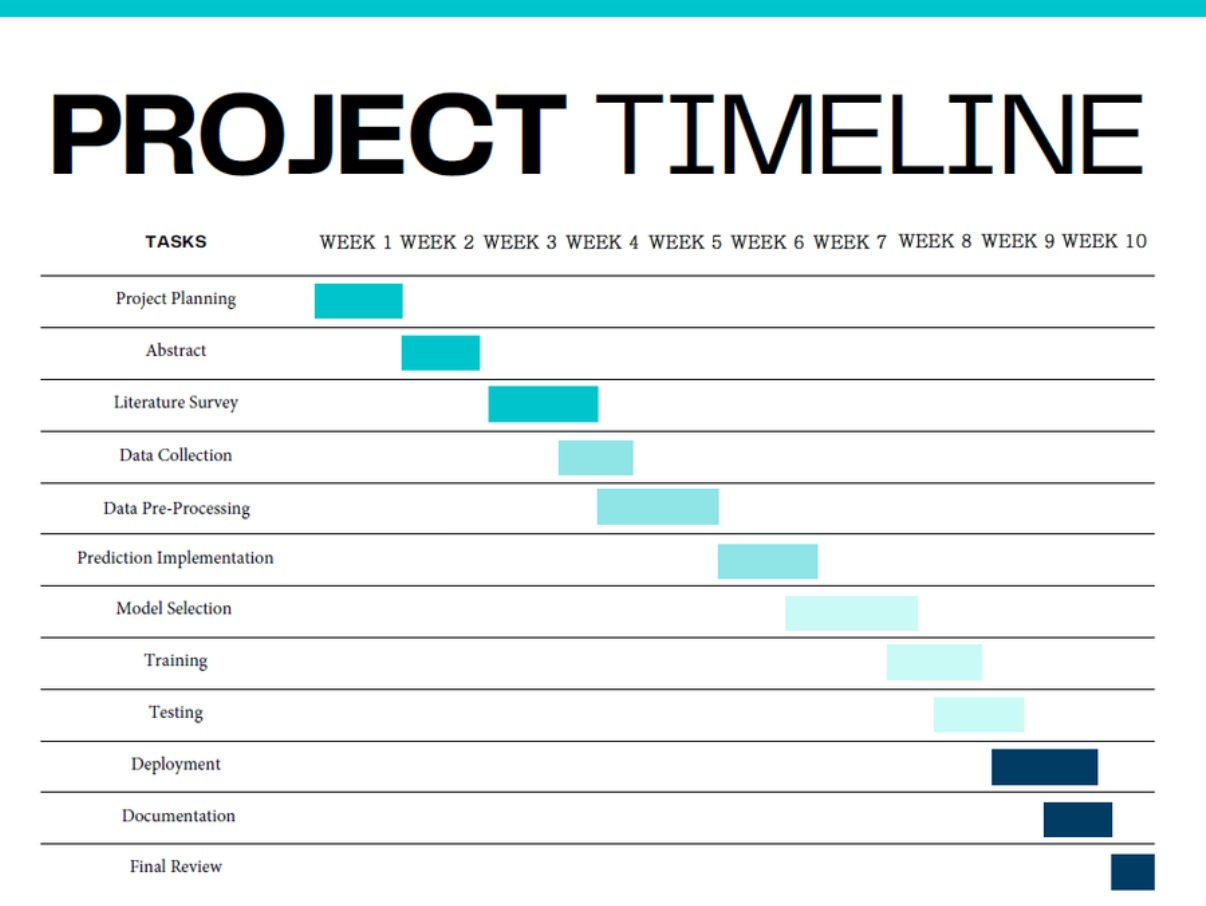 PROJECT TIMELINE
TASKS WEEK 1 WEEK 2 WEEK 3 WEEK 4 WEEK 5 WEEK 6 WEEK 7 WEEK 8 WEEK 9 WEEK 10
Project Planning
Abstract
Literature Survey
Data Collection
Data Pre-Processing
Prediction Implementation
Model Selection
Training
Testing
Deployment
Documentation
Final Review